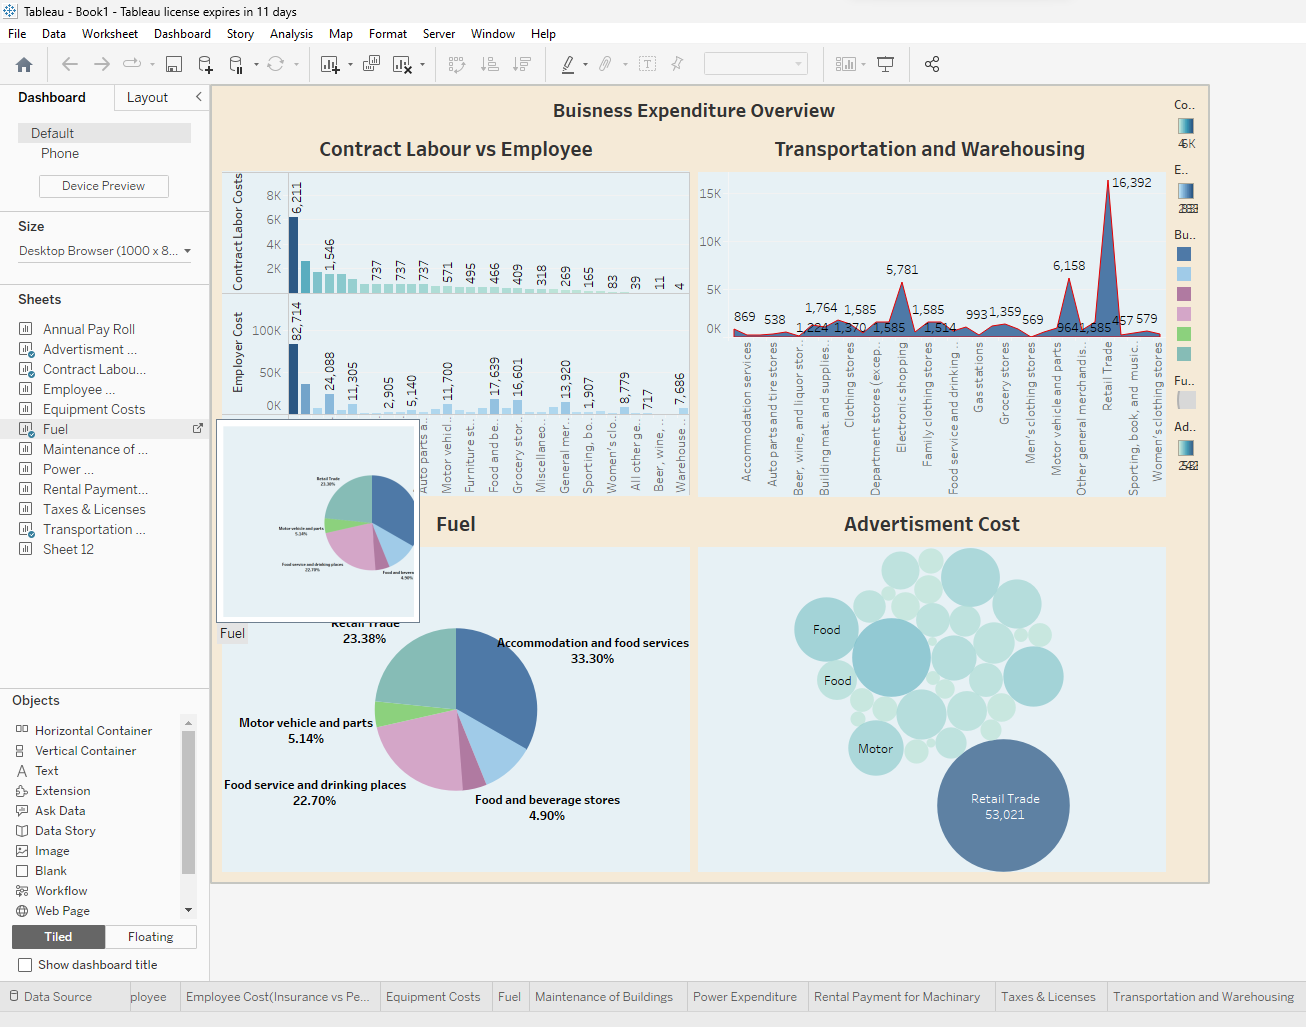 Tableau - Book1 - Tableau license expires in 11 days
File Data Worksheet Dashboard Story Analysis Map Format Server Window Help
Dashboard Layout
Default
Phone
Device Preview
Size
Desktop Browser (1000 x 8...
Sheets
Annual Pay Roll
Advertisment ...
Contract Labou...
Employee ...
Equipment Costs
Fuel
Maintenance of ...
Power ...
Rental Payment...
Taxes & Licenses
Transportation ...
Sheet 12
Objects
Horizontal Container
Vertical Container
Text
Extension
Ask Data
Data Story
Image
Blank
Workflow
Web Page
Tiled Floating
Show dashboard title
Buisness Expenditure Overview
Contract Labour vs Employee
Contract Labor Costs
8K
6K
4K
2K
6,211 1,546 737 737 737 571 495 466 409 318 269 165 83 39 11 4
Employer Cost
100K
50K
0K
82,714 24,088 11,305 2,905 5,140 11,700 17,639 16,601 13,920 1,907 8,779 717 7,686
Auto parts a..
Motor vehicl..
Furniture st..
Food and be..
Grocery stor..
Miscellaneo..
General mer..
Sporting, bo..
Women's clo..
All other ge..
Beer, wine, ..
Warehouse ..
Transportation and Warehousing
15K
10K
5K
0K
869 538 1,224 1,764 1,370 1,585 1,585 5,781 1,585 1,514 993 1,359 569 964 6,158 1,585 16,392 457 579
Accommodation services
Auto parts and tire stores
Beer, wine, and liquor stor..
Building mat. and supplies..
Clothing stores
Department stores (excep..
Electronic shopping
Family clothing stores
Food service and drinking ..
Gas stations
Grocery stores
Men's clothing stores
Motor vehicle and parts
Other general merchandis..
Retail Trade
Sporting, book, and music..
Women's clothing stores
Co..
E..
Bu..
Fu..
Ad..
Retail Trade
23.38%
Motor vehicle and parts
5.14%
Food service and drinking places
22.70%
Food and bevera
4.90%
Fuel
Fuel
Retail Trade
23.38%
Accommodation and food services
33.30%
Motor vehicle and parts
5.14%
Food service and drinking places
22.70%
Food and beverage stores
4.90%
Advertisment Cost
Food
Food
Motor
Retail Trade
53,021
Data Source ployee Employee Cost(Insurance vs Pe... Equipment Costs Fuel Maintenance of Buildings Power Expenditure Rental Payment for Machinary Taxes & Licenses Transportation and Warehousing